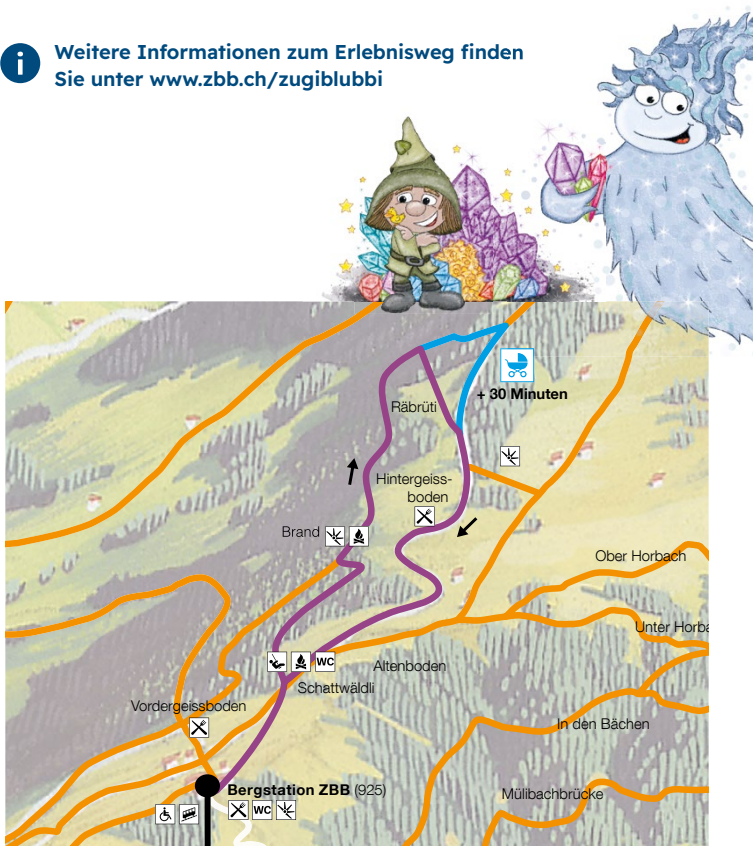 Weitere Informationen zum Erlebnisweg finden
Sie unter www.zbb.ch/zugiblubbi
+ 30 Minuten
Räbrüti
Hintergeiss-
boden
Brand
Ober Horbach
Unter Horba
WC
Altenboden
Schattwäldli
Vordergeissboden
In den Bächen
Bergstation ZBB (925)
Mülibachbrücke
WC